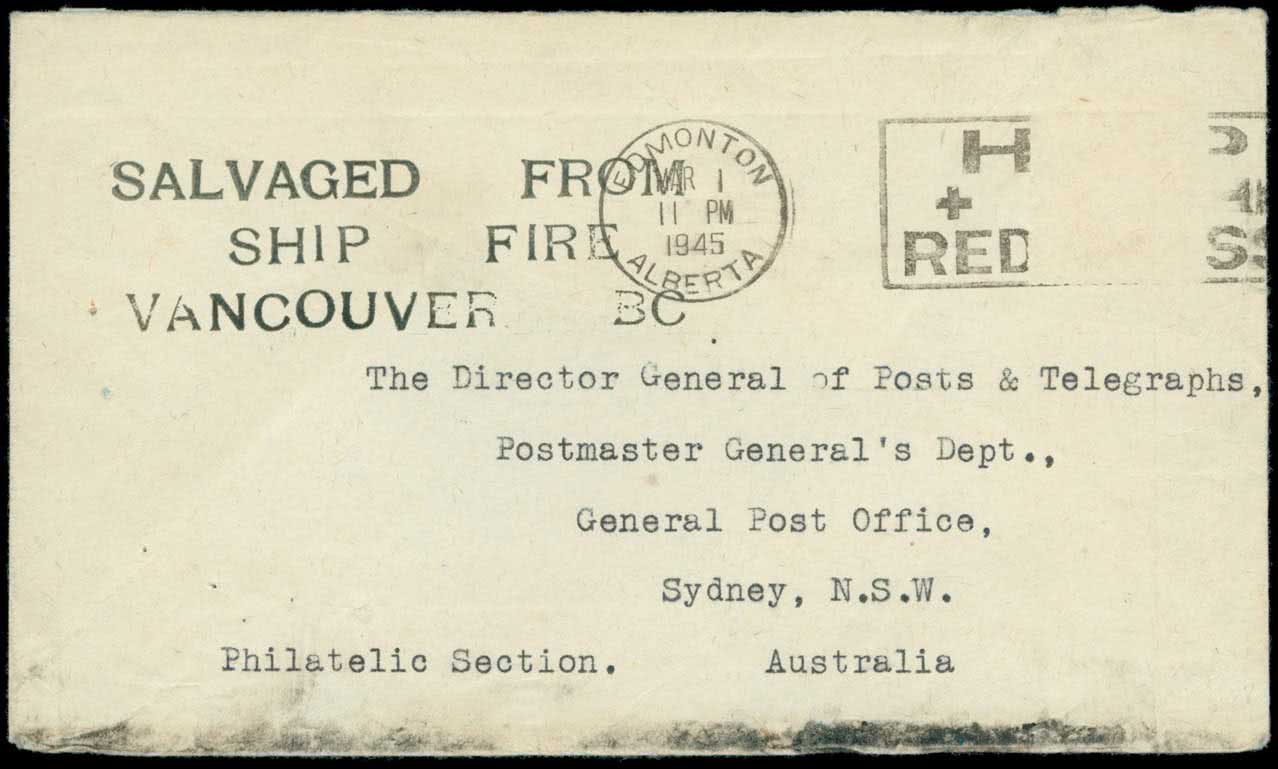 SALVAGED FROM
SHIP FIRE
VANCOUVER BC
EDMONTON
MAR 1
11 PM
1945
ALBERTA
+
RED
The Director General of Posts & Telegraphs,
Postmaster General's Dept.,
General Post Office,
Sydney, N.S.W.
Philatelic Section. Australia